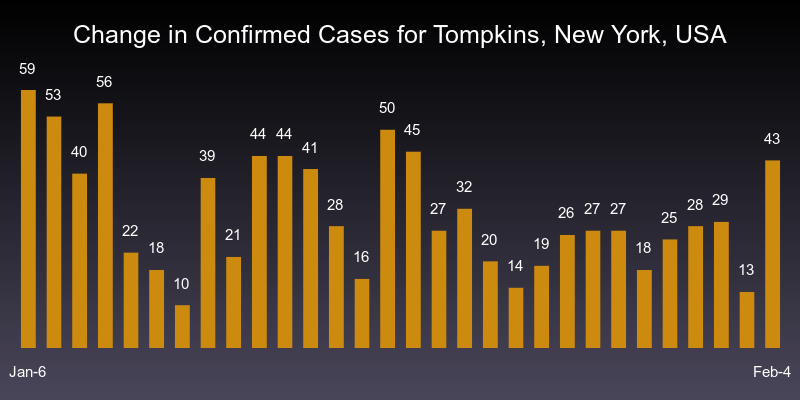 Change in Confirmed Cases for Tompkins, New York, USA
59 53 40 56 22 18 10 39 21 44 44 41 28 16 50 45 27 32 20 14 19 26 27 27 18 25 28 29 13 43
Jan-6 Feb-4